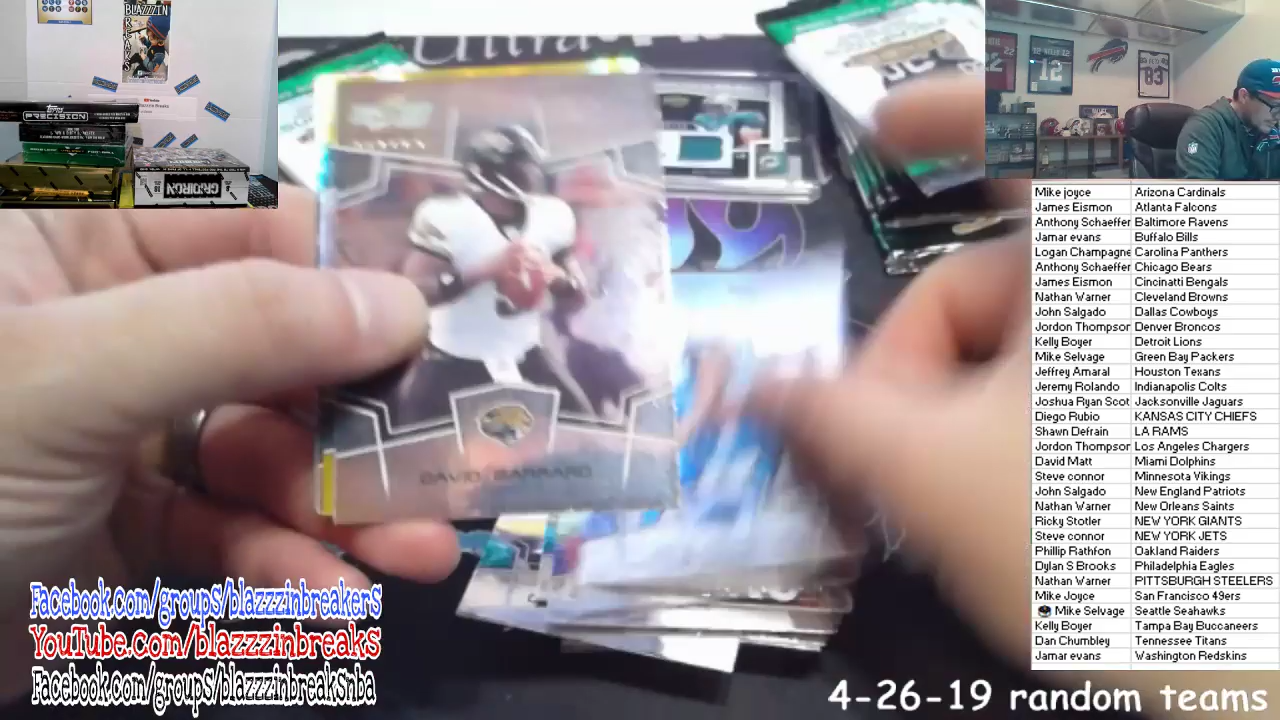 BLAZZZIN
BREAKS
TOPPS
PRECISION
GRIDIRON
Ultra
12
83
DAVID GARRARD
Mike joyce Arizona Cardinals
James Eismon Atlanta Falcons
Anthony Schaeffer Baltimore Ravens
Jamar evans Buffalo Bills
Logan Champagne Carolina Panthers
Anthony Schaeffer Chicago Bears
James Eismon Cincinatti Bengals
Nathan Warner Cleveland Browns
John Salgado Dallas Cowboys
Jordon Thompson Denver Broncos
Kelly Boyer Detroit Lions
Mike Selvage Green Bay Packers
Jeffrey Amaral Houston Texans
Jeremy Rolando Indianapolis Colts
Joshua Ryan Scot Jacksonville Jaguars
Diego Rubio KANSAS CITY CHIEFS
Shawn Defrain LA RAMS
Jordon Thompson Los Angeles Chargers
David Matt Miami Dolphins
Steve connor Minnesota Vikings
John Salgado New England Patriots
Nathan Warner New Orleans Saints
Ricky Stotler NEW YORK GIANTS
Steve connor NEW YORK JETS
Phillip Rathfon Oakland Raiders
Dylan S Brooks Philadelphia Eagles
Nathan Warner PITTSBURGH STEELERS
Mike Joyce San Francisco 49ers
Mike Selvage Seattle Seahawks
Kelly Boyer Tampa Bay Buccaneers
Dan Chumbley Tennessee Titans
Jamar evans Washington Redskins
Facebook.com/groups/blazzzinbreakers
YouTube.com/blazzzinbreaks
Facebook.com/groups/blazzzinbreaksnba
4-26-19 random teams